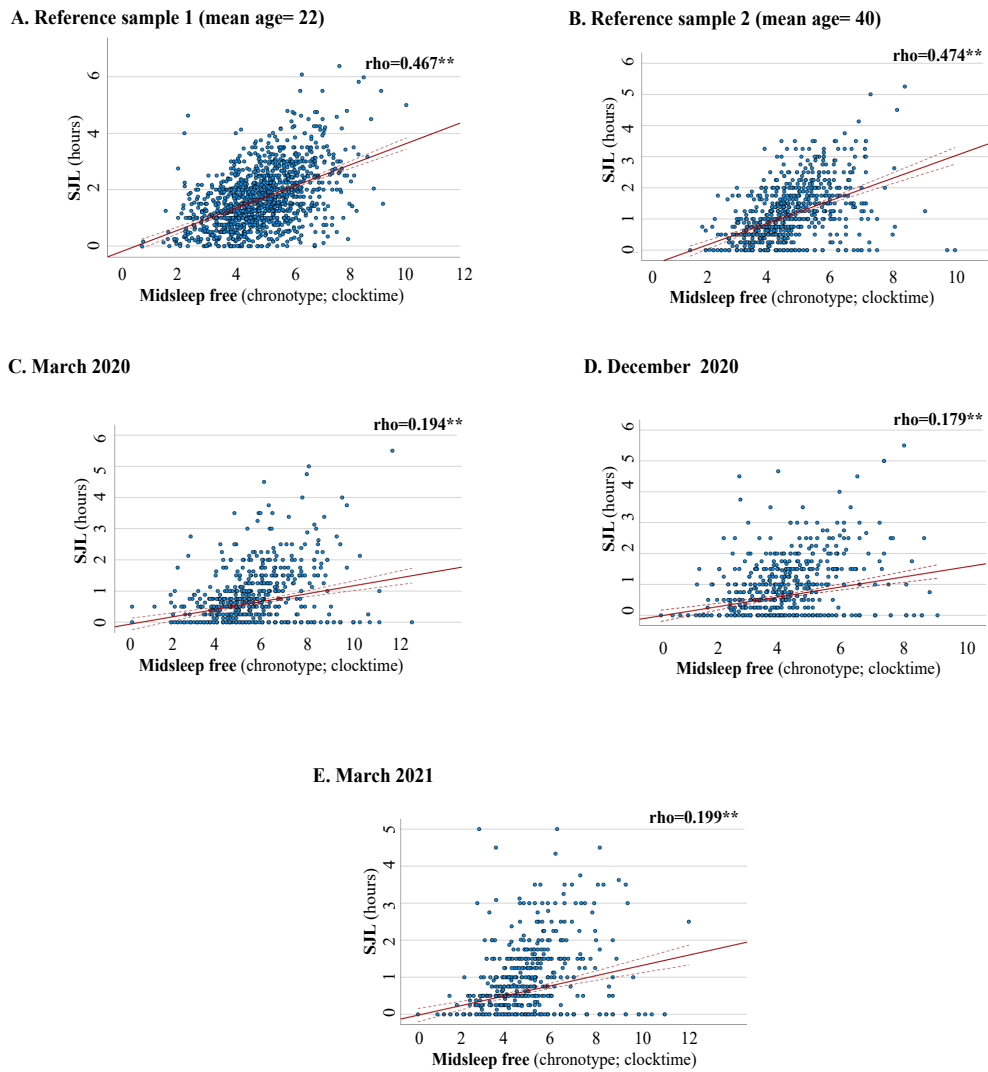 A. Reference sample 1 (mean age= 22)
rho=0.467**
SJL (hours)
6
4
2
0
0 2 4 6 8 10 12
Midsleep free (chronotype; clocktime)
B. Reference sample 2 (mean age= 40)
rho=0.474**
SJL (hours)
6
5
4
3
2
1
0
0 2 4 6 8 10
Midsleep free (chronotype; clocktime)
C. March 2020
rho=0.194**
SJL (hours)
6
5
4
3
2
1
0
0 2 4 6 8 10 12
Midsleep free (chronotype; clocktime)
D. December 2020
rho=0.179**
SJL (hours)
6
5
4
3
2
1
0
0 2 4 6 8 10
Midsleep free (chronotype; clocktime)
E. March 2021
rho=0.199**
SJL (hours)
5
4
3
2
1
0
0 2 4 6 8 10 12
Midsleep free (chronotype; clocktime)